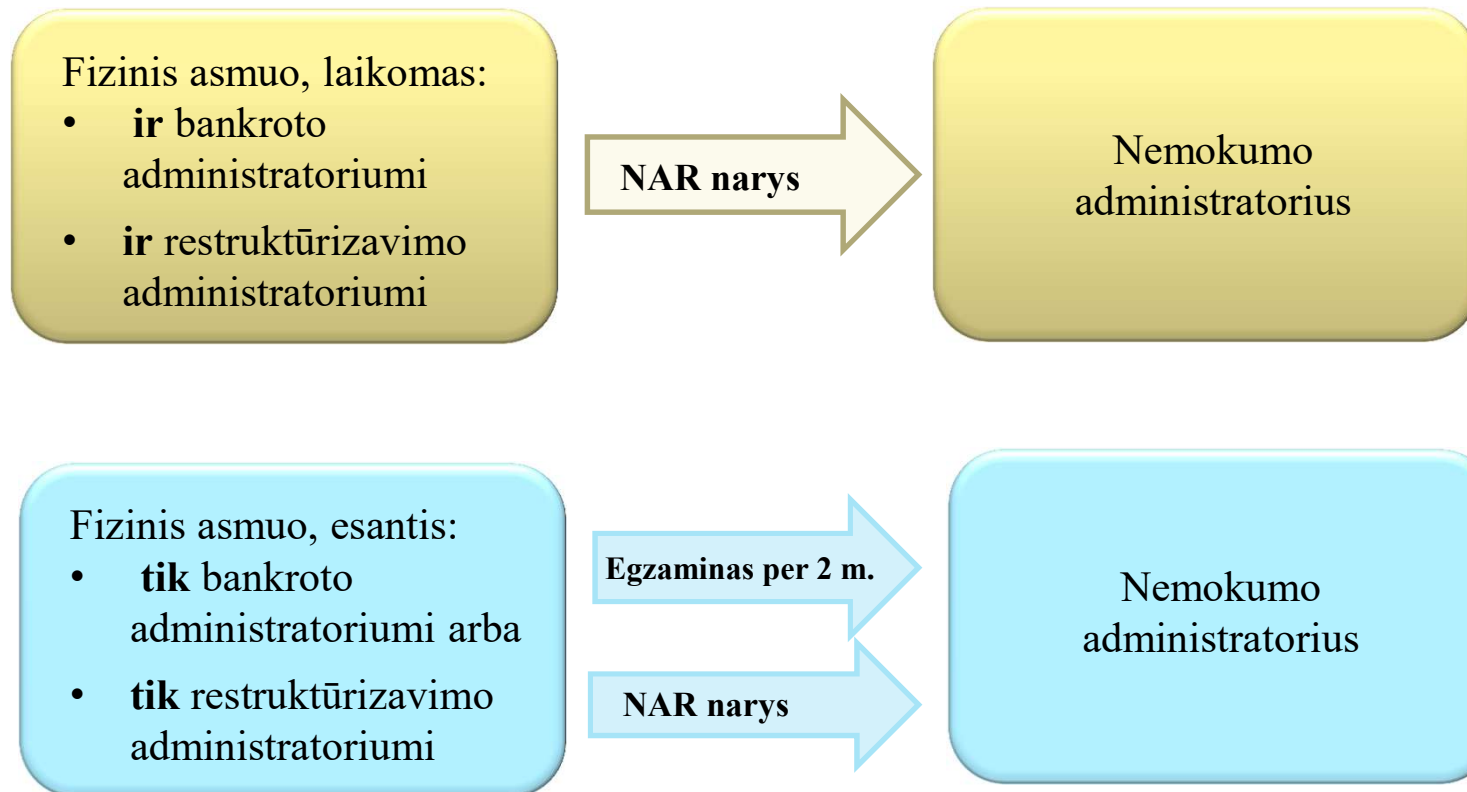 Fizinis asmuo, laikomas:
• ir bankroto
administratoriumi
• ir restruktūrizavimo
administratoriumi
NAR narys
Nemokumo
administratorius
Fizinis asmuo, esantis:
• tik bankroto
administratoriumi arba
• tik restruktūrizavimo
administratoriumi
Egzaminas per 2 m.
NAR narys
Nemokumo
administratorius